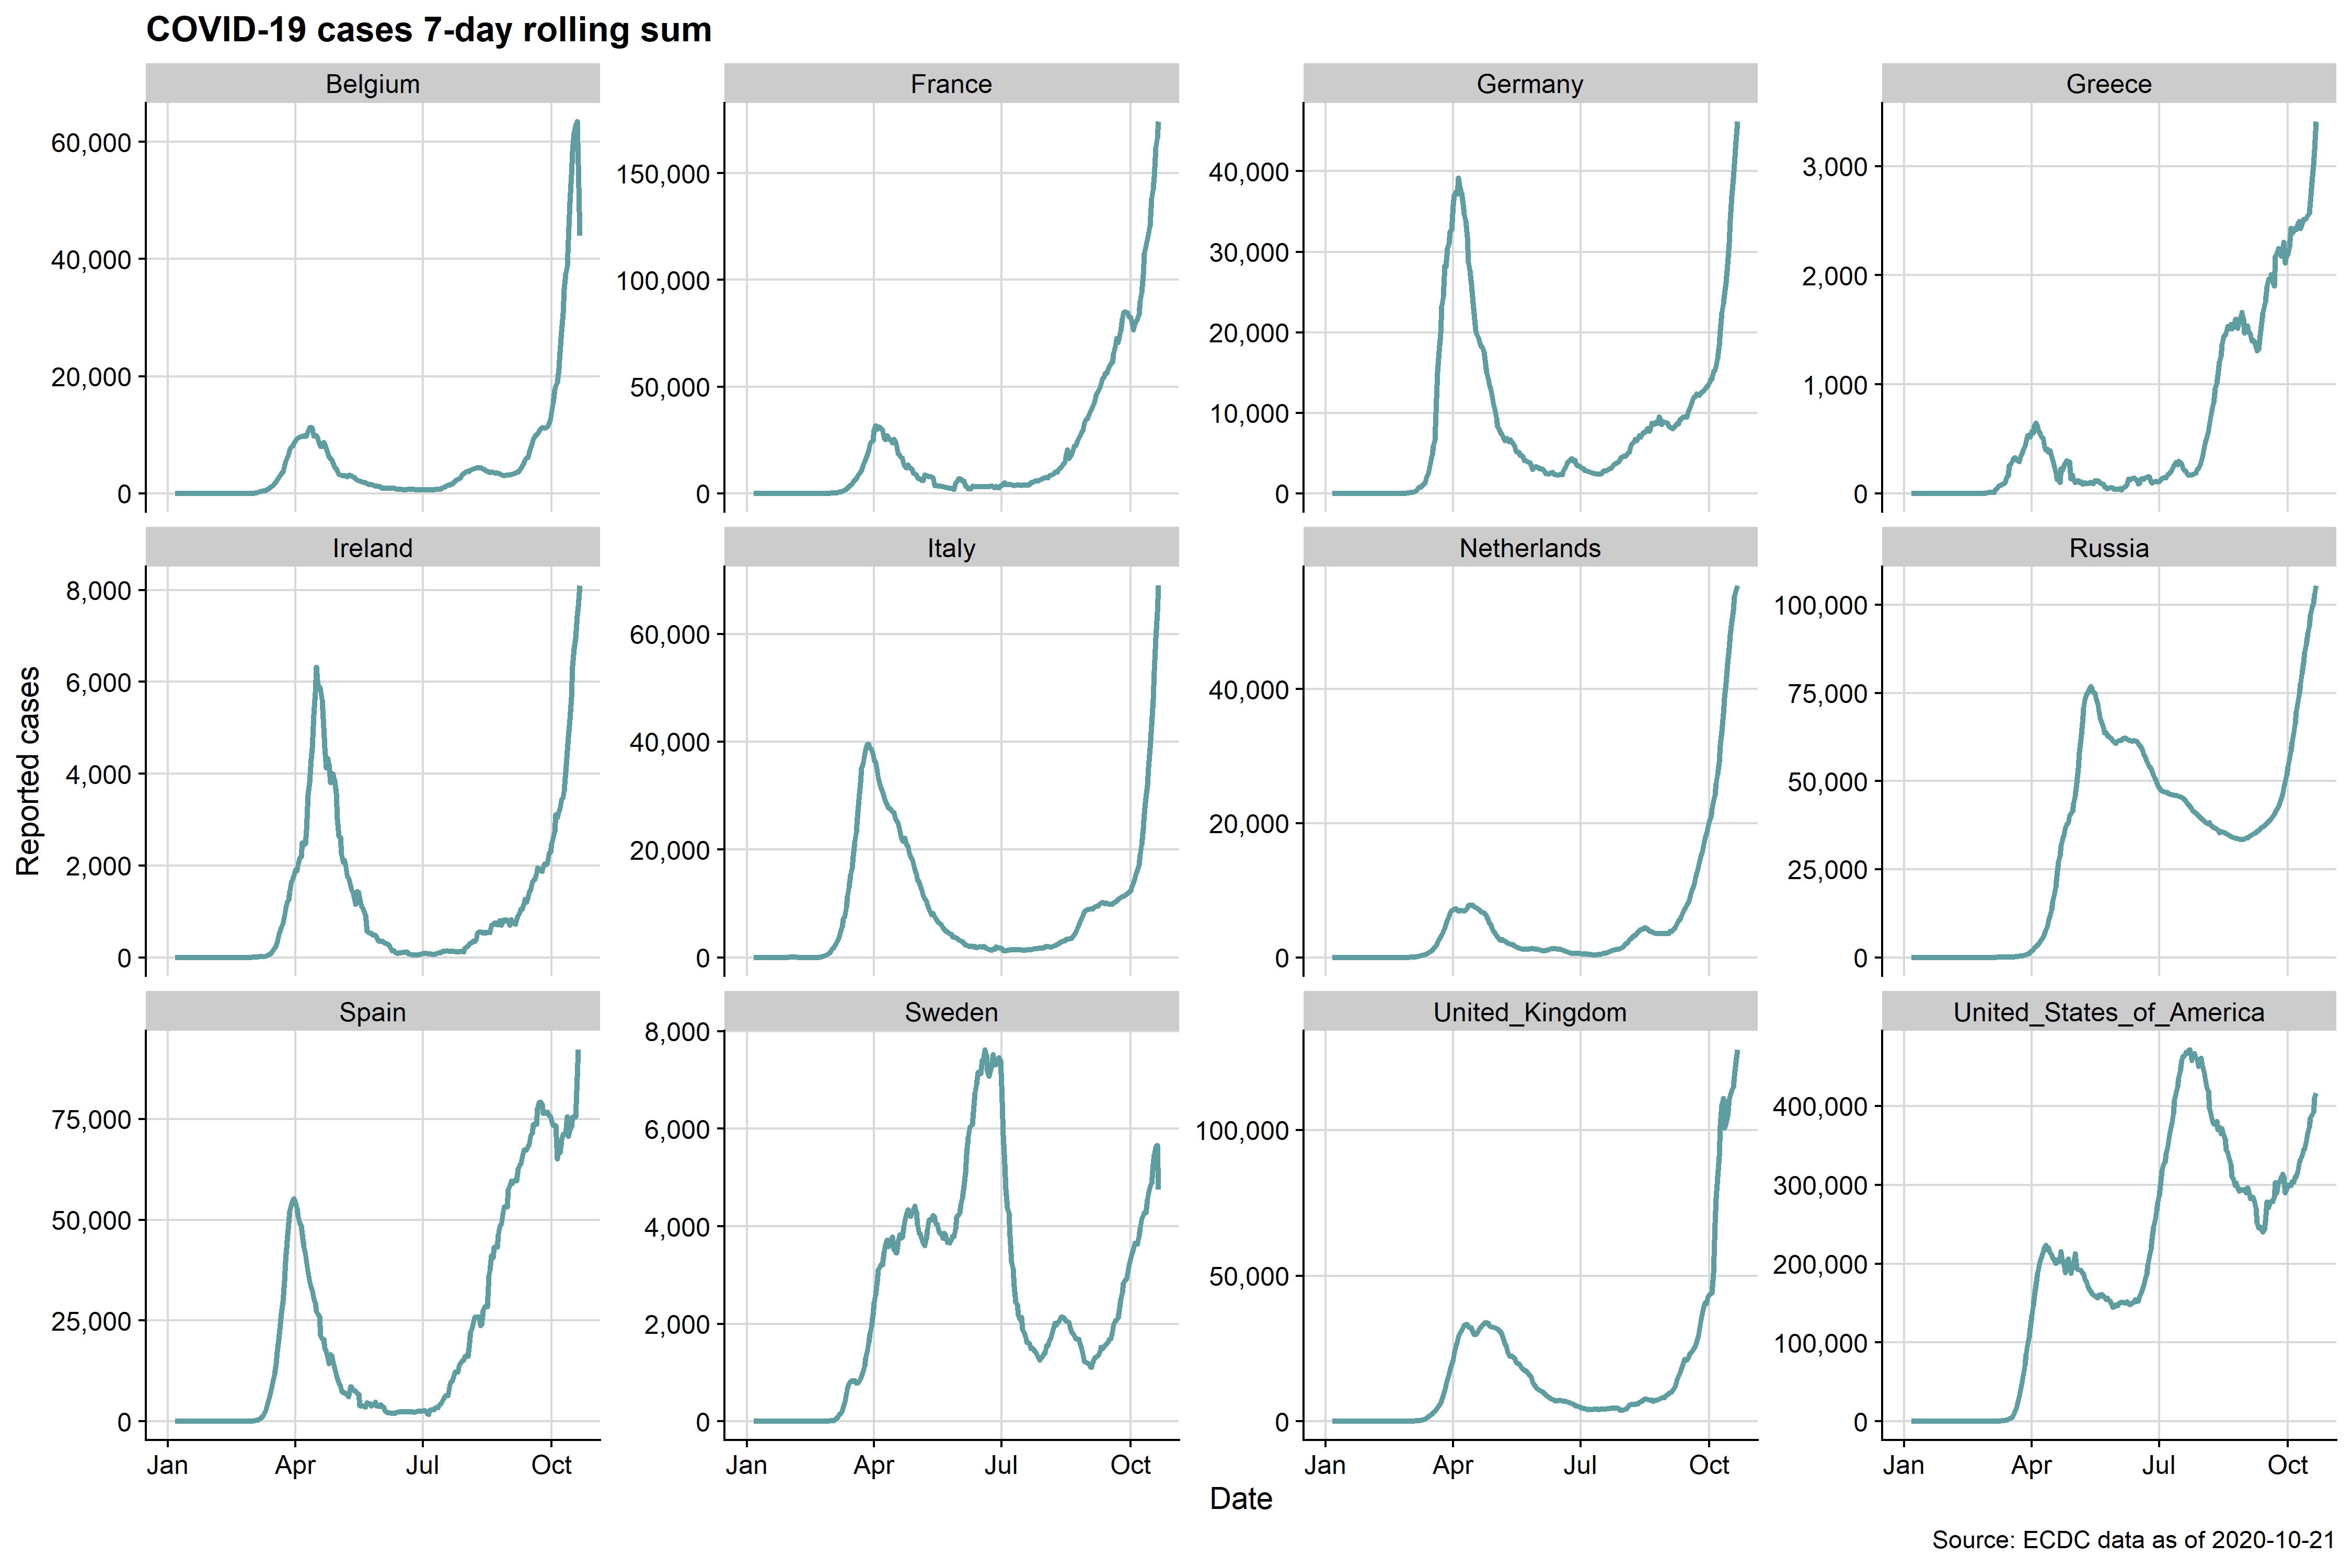 COVID-19 cases 7-day rolling sum
Belgium
France
Germany
Greece
60,000
40,000
20,000
0
150,000
100,000
50,000
0
40,000
30,000
20,000
10,000
0
3,000
2,000
1,000
0
Ireland
Italy
Netherlands
Russia
Reported cases
8,000
6,000
4,000
2,000
0
60,000
40,000
20,000
0
40,000
20,000
0
100,000
75,000
50,000
25,000
0
Spain
Sweden
United_Kingdom
United_States_of_America
75,000
50,000
25,000
0
8,000
6,000
4,000
2,000
0
100,000
50,000
0
400,000
300,000
200,000
100,000
0
Jan Apr Jul Oct
Jan Apr Jul Oct
Jan Apr Jul Oct
Jan Apr Jul Oct
Date
Source: ECDC data as of 2020-10-21